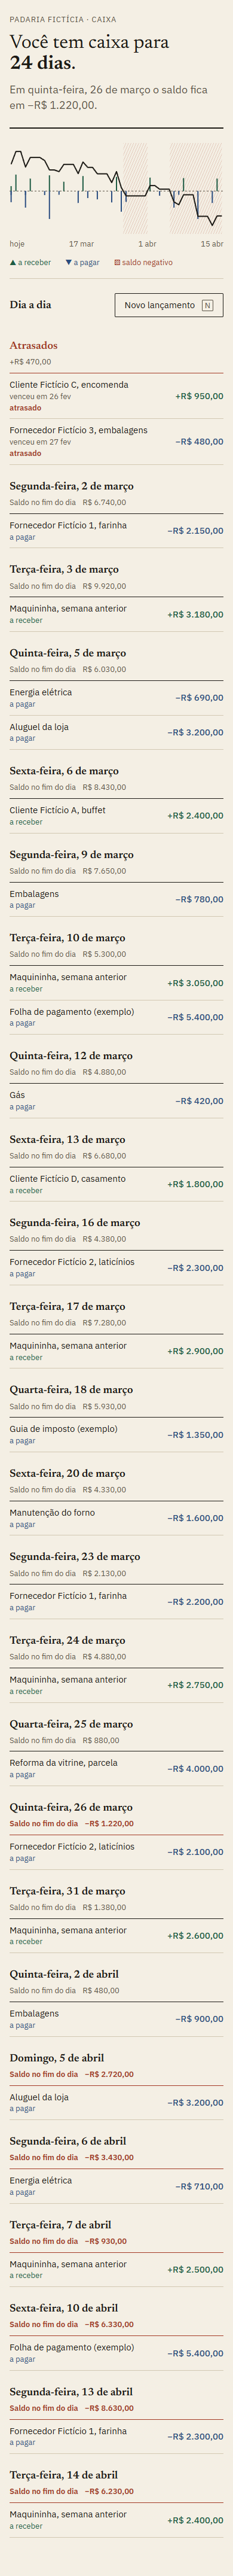 PADARIA FICTÍCIA · CAIXA
Você tem caixa para
24 dias.
Em quinta-feira, 26 de março o saldo fica
em −R$ 1.220,00.
hoje 17 mar 1 abr 15 abr
a receber a pagar saldo negativo
Dia a dia
Novo lançamento N
Atrasados
+R$ 470,00
Cliente Fictício C, encomenda
venceu em 26 fev
atrasado
+R$ 950,00
Fornecedor Fictício 3, embalagens
venceu em 27 fev
atrasado
−R$ 480,00
Segunda-feira, 2 de março
Saldo no fim do dia R$ 6.740,00
Fornecedor Fictício 1, farinha
a pagar
−R$ 2.150,00
Terça-feira, 3 de março
Saldo no fim do dia R$ 9.920,00
Maquininha, semana anterior
a receber
+R$ 3.180,00
Quinta-feira, 5 de março
Saldo no fim do dia R$ 6.030,00
Energia elétrica
a pagar
−R$ 690,00
Aluguel da loja
a pagar
−R$ 3.200,00
Sexta-feira, 6 de março
Saldo no fim do dia R$ 8.430,00
Cliente Fictício A, buffet
a receber
+R$ 2.400,00
Segunda-feira, 9 de março
Saldo no fim do dia R$ 7.650,00
Embalagens
a pagar
−R$ 780,00
Terça-feira, 10 de março
Saldo no fim do dia R$ 5.300,00
Maquininha, semana anterior
a receber
+R$ 3.050,00
Folha de pagamento (exemplo)
a pagar
−R$ 5.400,00
Quinta-feira, 12 de março
Saldo no fim do dia R$ 4.880,00
Gás
a pagar
−R$ 420,00
Sexta-feira, 13 de março
Saldo no fim do dia R$ 6.680,00
Cliente Fictício D, casamento
a receber
+R$ 1.800,00
Segunda-feira, 16 de março
Saldo no fim do dia R$ 4.380,00
Fornecedor Fictício 2, laticínios
a pagar
−R$ 2.300,00
Terça-feira, 17 de março
Saldo no fim do dia R$ 7.280,00
Maquininha, semana anterior
a receber
+R$ 2.900,00
Quarta-feira, 18 de março
Saldo no fim do dia R$ 5.930,00
Guia de imposto (exemplo)
a pagar
−R$ 1.350,00
Sexta-feira, 20 de março
Saldo no fim do dia R$ 4.330,00
Manutenção do forno
a pagar
−R$ 1.600,00
Segunda-feira, 23 de março
Saldo no fim do dia R$ 2.130,00
Fornecedor Fictício 1, farinha
a pagar
−R$ 2.200,00
Terça-feira, 24 de março
Saldo no fim do dia R$ 4.880,00
Maquininha, semana anterior
a receber
+R$ 2.750,00
Quarta-feira, 25 de março
Saldo no fim do dia R$ 880,00
Reforma da vitrine, parcela
a pagar
−R$ 4.000,00
Quinta-feira, 26 de março
Saldo no fim do dia −R$ 1.220,00
Fornecedor Fictício 2, laticínios
a pagar
−R$ 2.100,00
Terça-feira, 31 de março
Saldo no fim do dia R$ 1.380,00
Maquininha, semana anterior
a receber
+R$ 2.600,00
Quinta-feira, 2 de abril
Saldo no fim do dia R$ 480,00
Embalagens
a pagar
−R$ 900,00
Domingo, 5 de abril
Saldo no fim do dia −R$ 2.720,00
Aluguel da loja
a pagar
−R$ 3.200,00
Segunda-feira, 6 de abril
Saldo no fim do dia −R$ 3.430,00
Energia elétrica
a pagar
−R$ 710,00
Terça-feira, 7 de abril
Saldo no fim do dia −R$ 930,00
Maquininha, semana anterior
a receber
+R$ 2.500,00
Sexta-feira, 10 de abril
Saldo no fim do dia −R$ 6.330,00
Folha de pagamento (exemplo)
a pagar
−R$ 5.400,00
Segunda-feira, 13 de abril
Saldo no fim do dia −R$ 8.630,00
Fornecedor Fictício 1, farinha
a pagar
−R$ 2.300,00
Terça-feira, 14 de abril
Saldo no fim do dia −R$ 6.230,00
Maquininha, semana anterior
a receber
+R$ 2.400,00